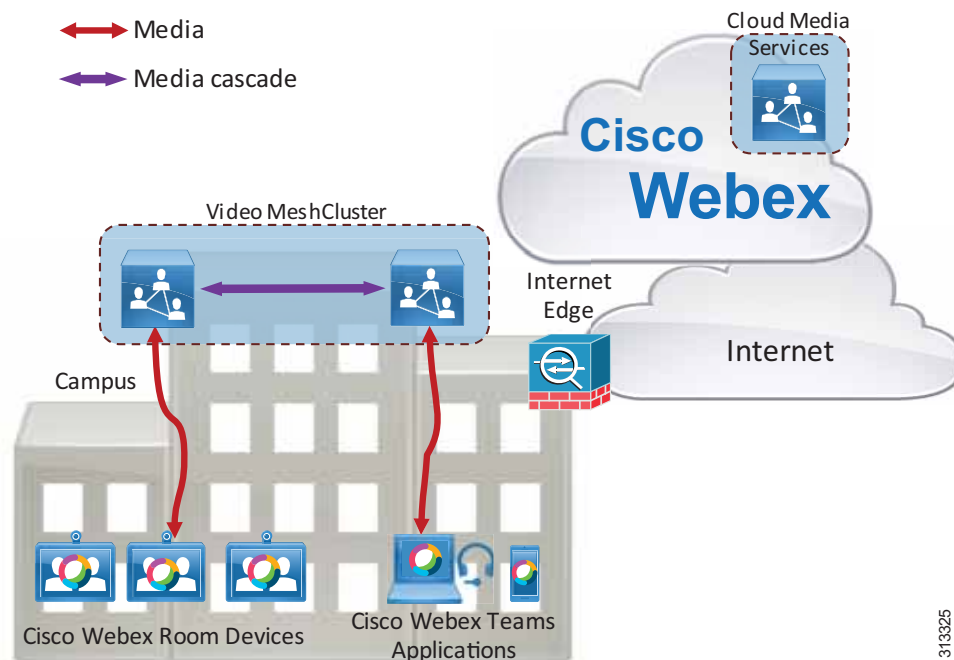 Media
Media cascade
Cloud Media
Services
Cisco
Webex
Video MeshCluster
Internet
Edge
Internet
Campus
Cisco Webex Room Devices
Cisco Webex Teams
Applications
313325